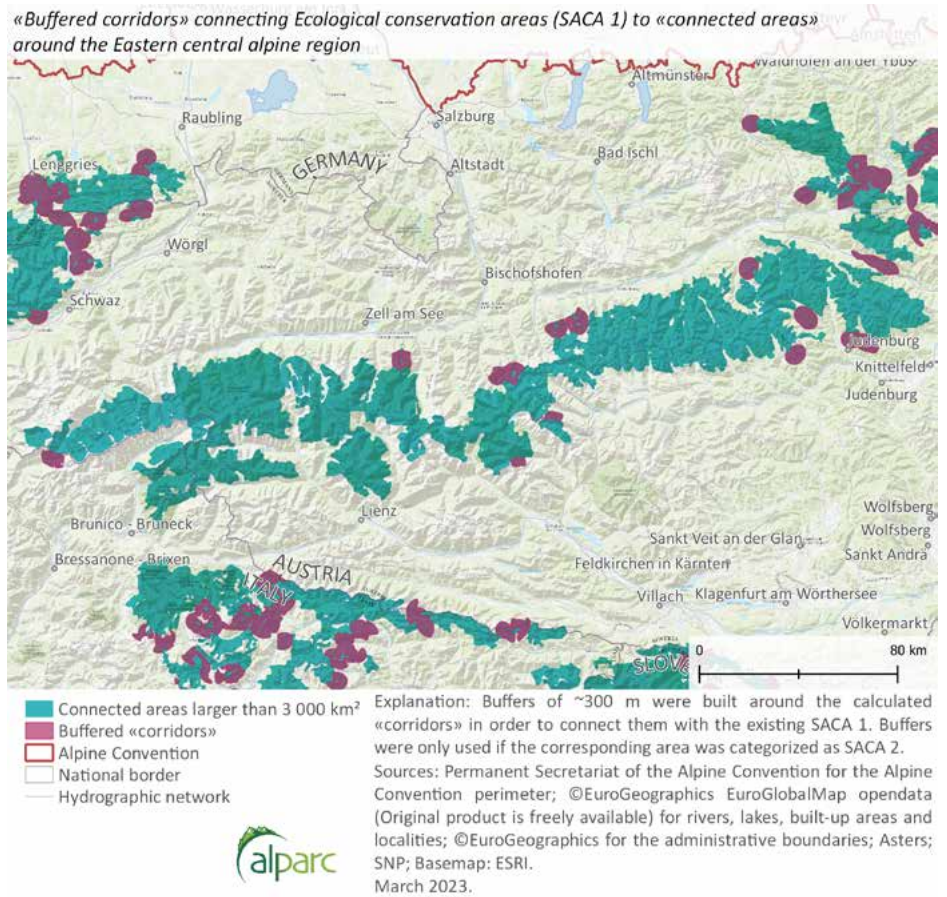 «Buffered corridors» connecting Ecological conservation areas (SACA 1) to «connected areas»
around the Eastern central alpine region
Waidhofen an der Ybbs
Altmünster
Raubling
Salzburg
Lenggries
GERMANY
Altstadt
Bad Ischl
Wörgl
Bischofshofen
Schwaz
Zell am See
Judenburg
Knittelfeld
Judenburg
Lienz
Brunico - Bruneck
Wolfsberg
Wolfsberg
Sankt Veit an der Glan
Sankt Andrä
Bressanone - Brixen
AUSTRIA
Feldkirchen in Kärnten
ITALY
Villach
Klagenfurt am Wörthersee
Völkermarkt
SLOV
0 80 km
Connected areas larger than 3 000 km²
Buffered «corridors»
Alpine Convention
National border
Hydrographic network
Explanation: Buffers of ~300 m were built around the calculated
«corridors» in order to connect them with the existing SACA 1. Buffers
were only used if the corresponding area was categorized as SACA 2.
Sources: Permanent Secretariat of the Alpine Convention for the Alpine
Convention perimeter; ©EuroGeographics EuroGlobalMap opendata
(Original product is freely available) for rivers, lakes, built-up areas and
localities; ©EuroGeographics for the administrative boundaries; Asters;
SNP; Basemap: ESRI.
March 2023.
alparc